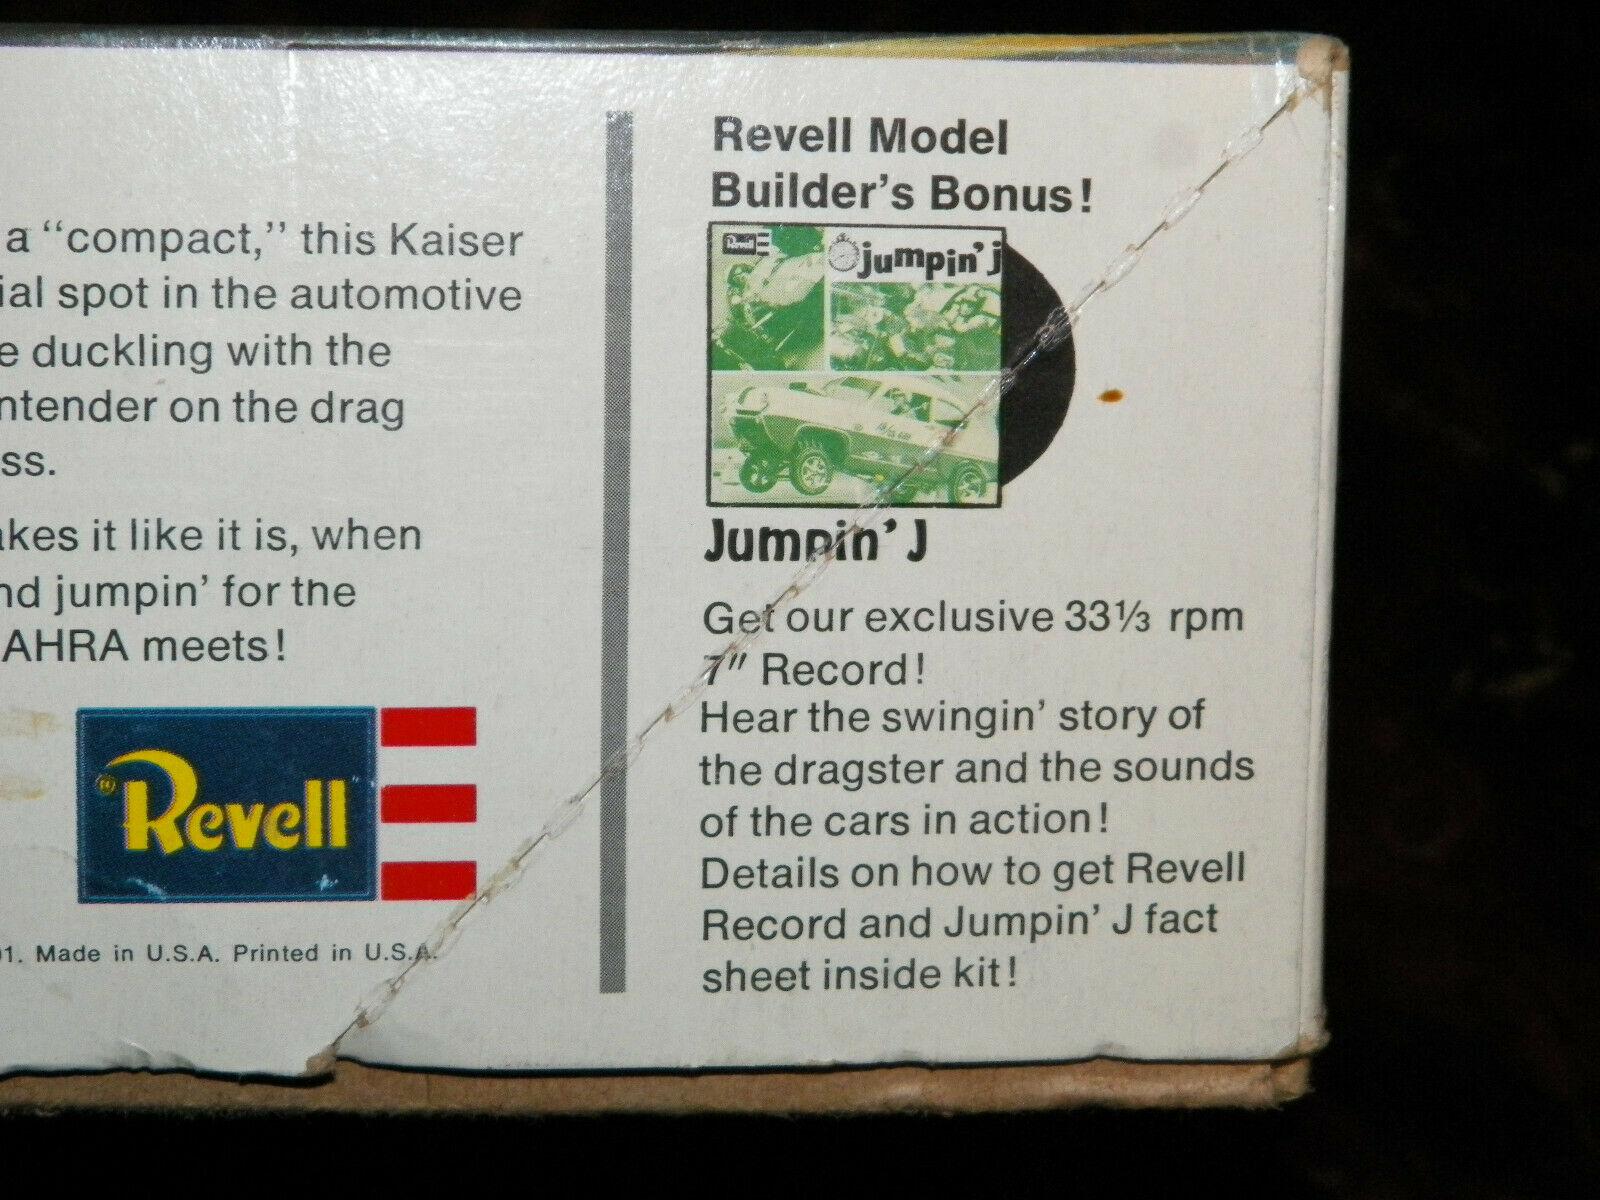 a “compact,” this Kaiser
ial spot in the automotive
e duckling with the
ntender on the drag
ss.
akes it like it is, when
nd jumpin’ for the
AHRA meets!
® Revell
01. Made in U.S.A. Printed in U.S.A.
Revell Model
Builder’s Bonus!
Revell
jumpin’ j
Jumpin’ J
Get our exclusive 33⅓ rpm
7” Record!
Hear the swingin’ story of
the dragster and the sounds
of the cars in action!
Details on how to get Revell
Record and Jumpin’ J fact
sheet inside kit!